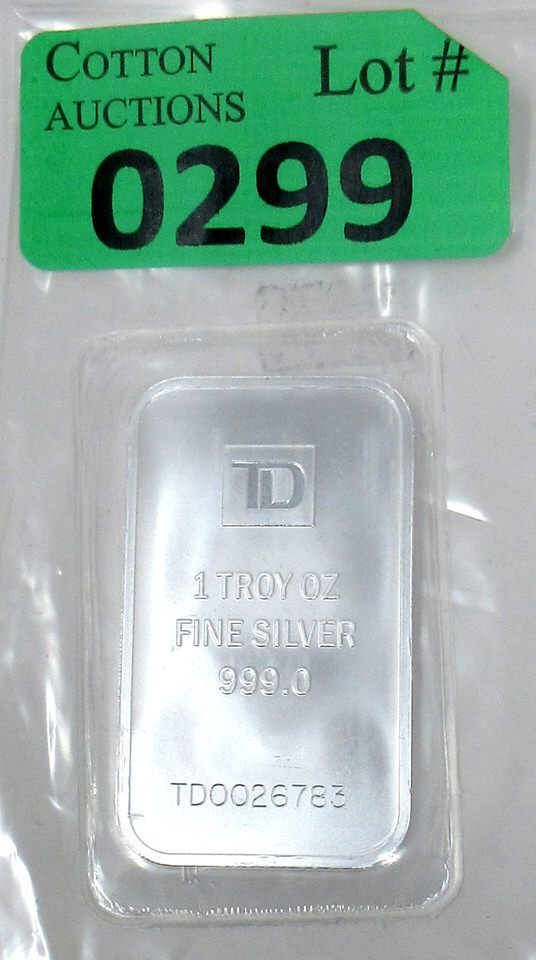 COTTON Lot #
AUCTIONS
0299
TD
1 TROY OZ
FINE SILVER
999.0
TD0026783